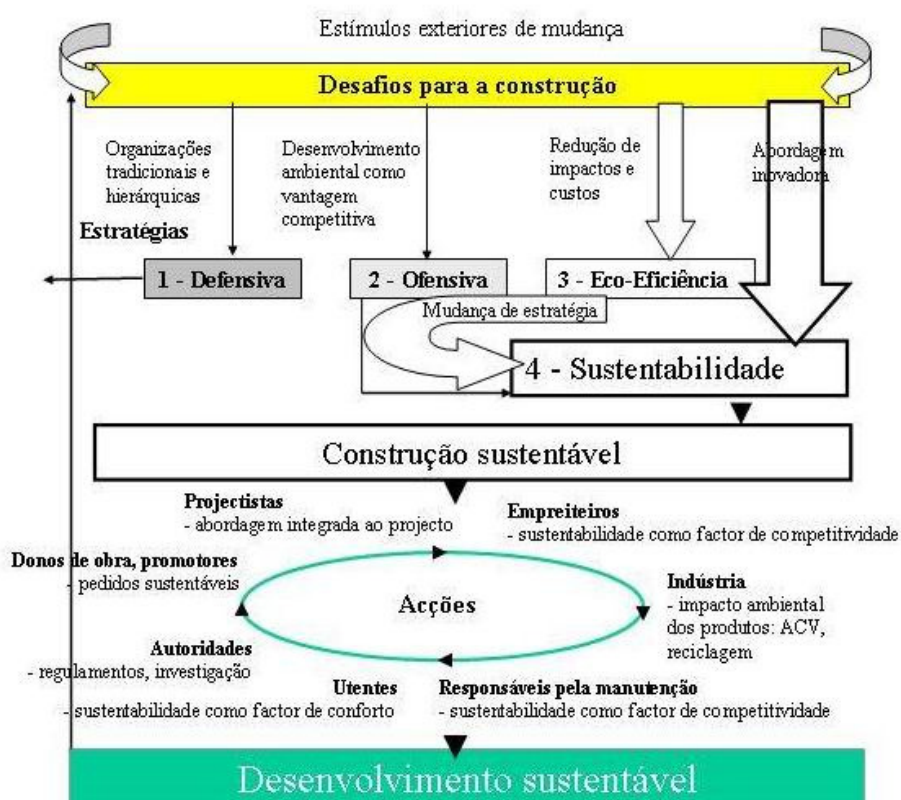 Estímulos exteriores de mudança
Desafios para a construção
Organizações
tradicionais e
hierárquicas
Desenvolvimento
ambiental como
vantagem
competitiva
Redução de
impactos e
custos
Abordagem
inovadora
Estratégias
1 - Defensiva
2 - Ofensiva
3 - Eco-Eficiência
Mudança de estratégia
4 - Sustentabilidade
Construção sustentável
Projectistas
- abordagem integrada ao projecto
Empreiteiros
- sustentabilidade como factor de competitividade
Donos de obra, promotores
- pedidos sustentáveis
Acções
Indústria
- impacto ambiental
dos produtos: ACV,
reciclagem
Autoridades
- regulamentos, investigação
Utentes
- sustentabilidade como factor de conforto
Responsáveis pela manutenção
- sustentabilidade como factor de competitividade
Desenvolvimento sustentável